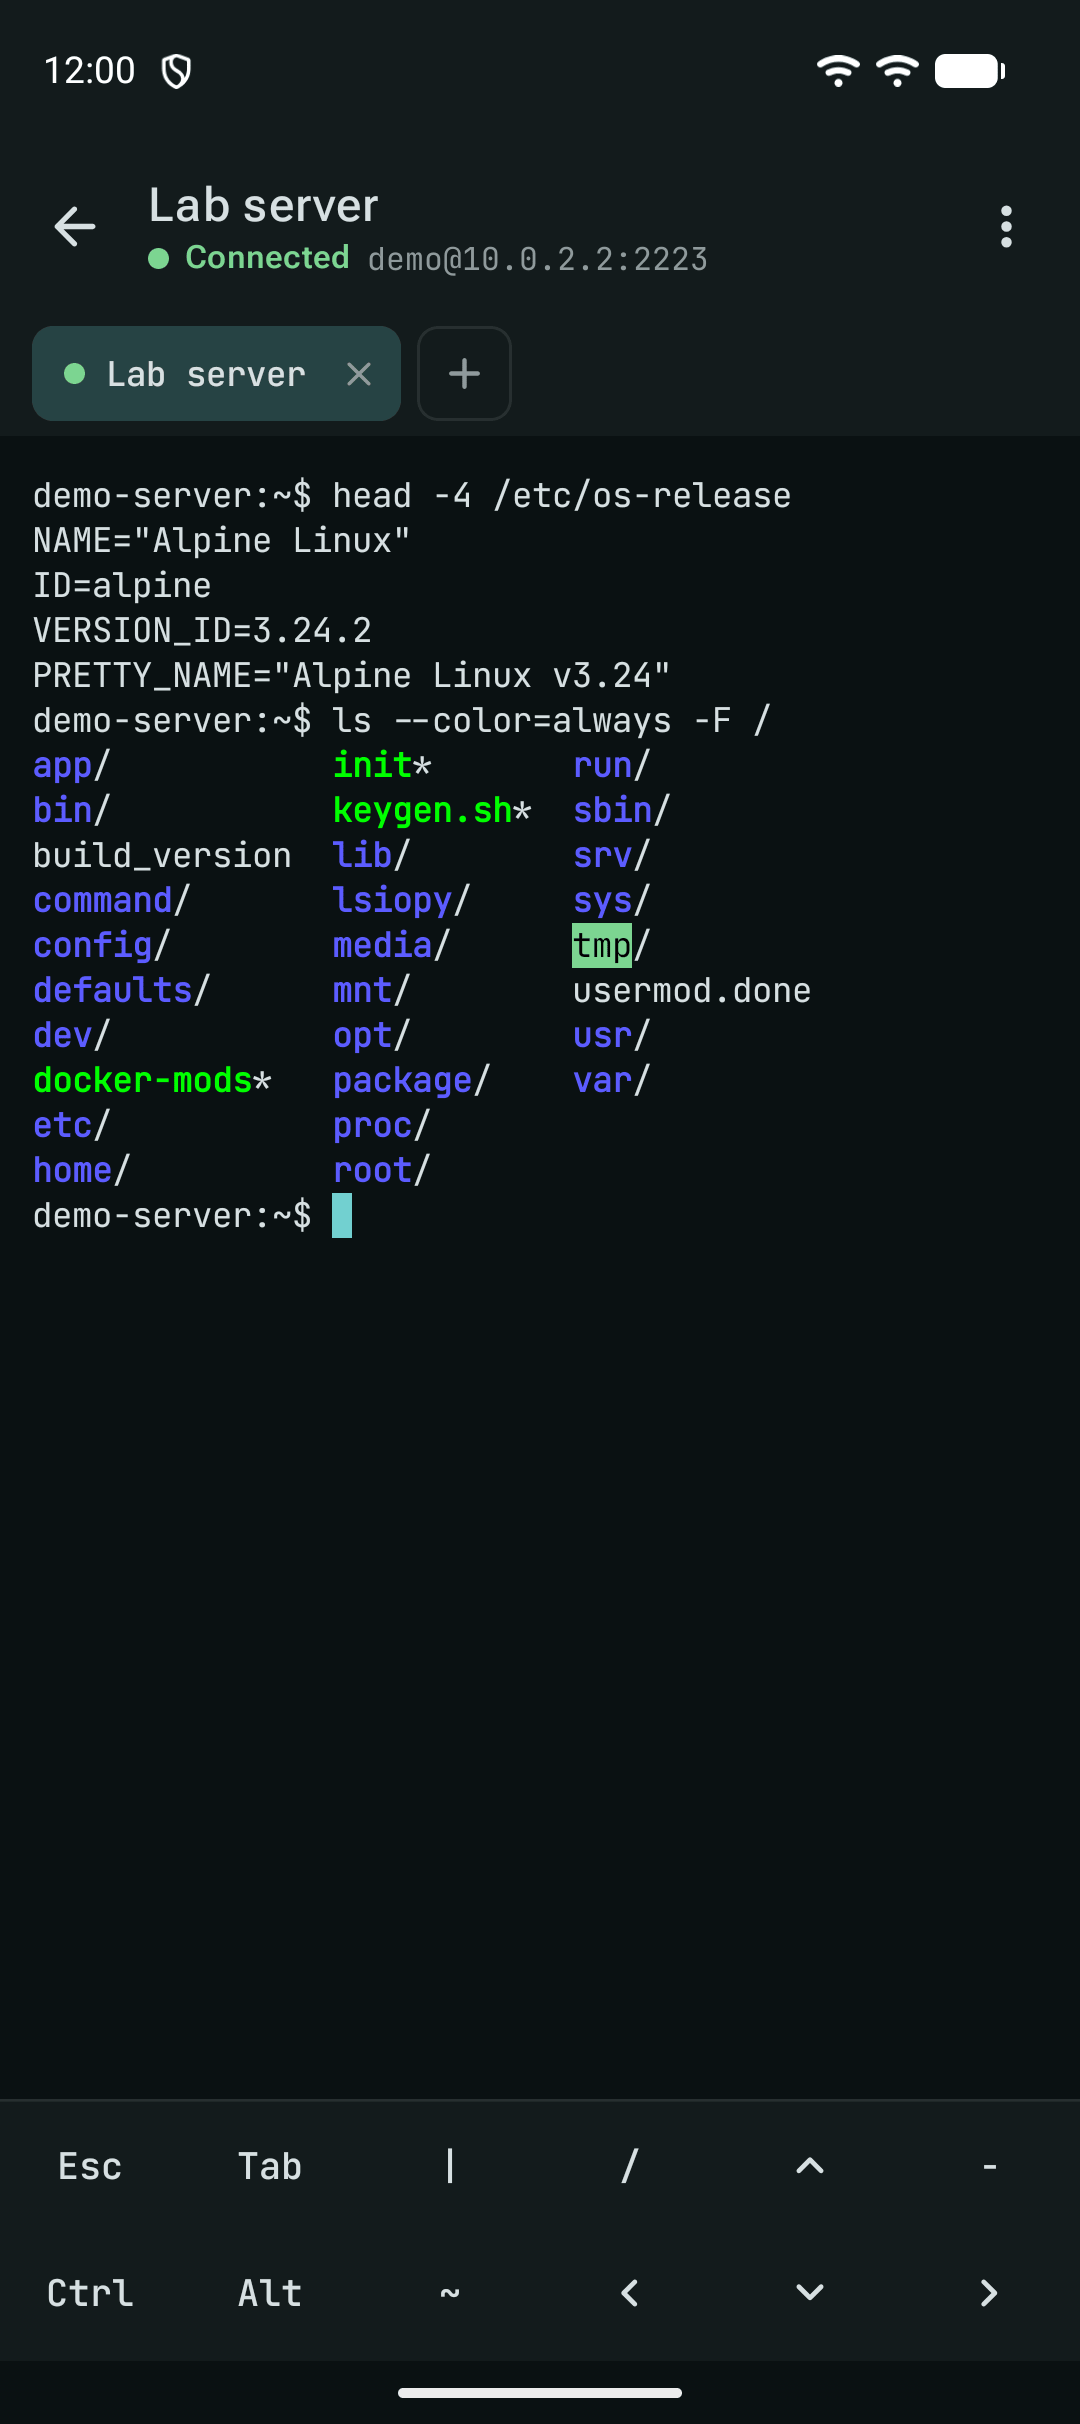 12:00
Lab server
Connected demo@10.0.2.2:2223
Lab server
demo-server:~$ head -4 /etc/os-release
NAME="Alpine Linux"
ID=alpine
VERSION_ID=3.24.2
PRETTY_NAME="Alpine Linux v3.24"
demo-server:~$ ls --color=always -F /
app/ init* run/
bin/ keygen.sh* sbin/
build_version lib/ srv/
command/ lsiopy/ sys/
config/ media/ tmp/
defaults/ mnt/ usermod.done
dev/ opt/ usr/
docker-mods* package/ var/
etc/ proc/
home/ root/
demo-server:~$
Esc Tab | / -
Ctrl Alt ~